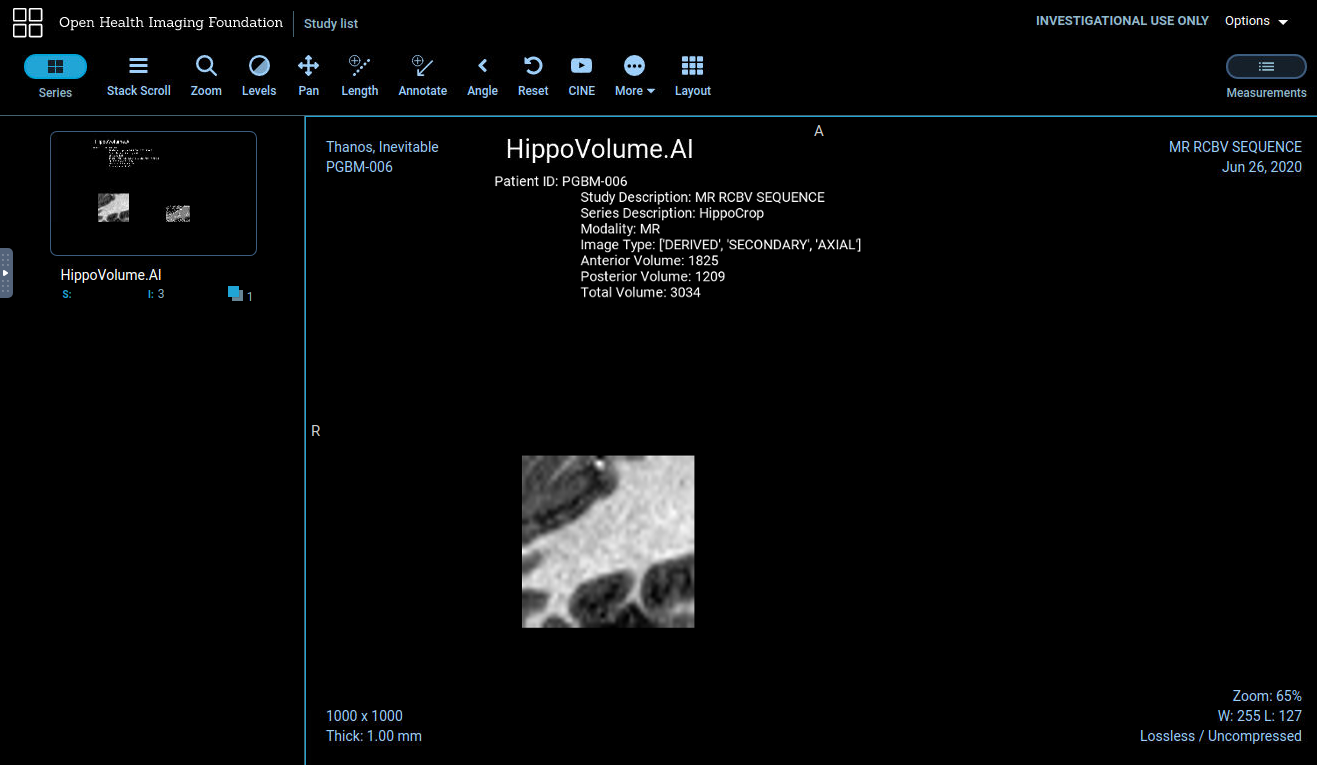 Open Health Imaging Foundation
Study list
INVESTIGATIONAL USE ONLY
Options
Series
Stack Scroll
Zoom
Levels
Pan
Length
Annotate
Angle
Reset
CINE
More
Layout
Measurements
HippoVolume.AI
S:
I: 3
1
Thanos, Inevitable
PGBM-006
A
MR RCBV SEQUENCE
Jun 26, 2020
HippoVolume.AI
Patient ID: PGBM-006
Study Description: MR RCBV SEQUENCE
Series Description: HippoCrop
Modality: MR
Image Type: ['DERIVED', 'SECONDARY', 'AXIAL']
Anterior Volume: 1825
Posterior Volume: 1209
Total Volume: 3034
R
1000 x 1000
Thick: 1.00 mm
Zoom: 65%
W: 255 L: 127
Lossless / Uncompressed